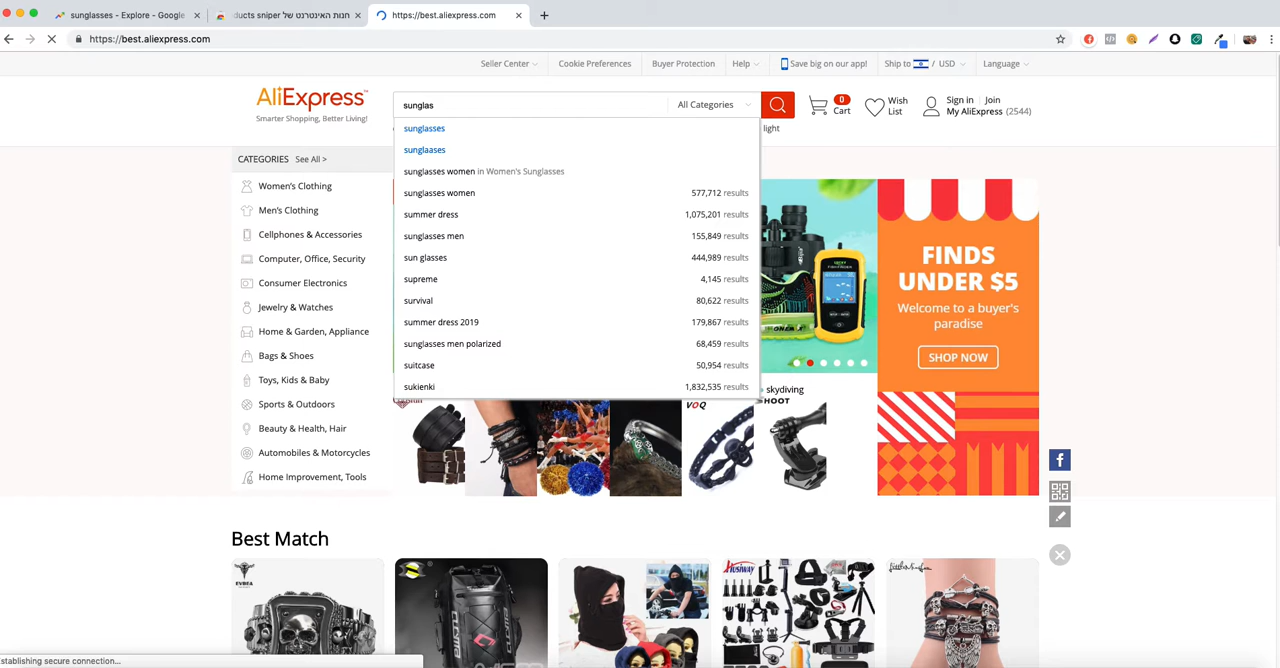 sunglasses - Explore - Google
ducts sniper חנות האינטרנט של
https://best.aliexpress.com
https://best.aliexpress.com
Seller Center
Cookie Preferences
Buyer Protection
Help
Save big on our app!
Ship to / USD
Language
AliExpress™
Smarter Shopping, Better Living!
sunglas
All Categories
0
Cart
Wish
List
Sign in Join
My AliExpress (2544)
light
sunglasses
sunglaases
sunglasses women in Women's Sunglasses
sunglasses women 577,712 results
summer dress 1,075,201 results
sunglasses men 155,849 results
sun glasses 444,989 results
supreme 4,145 results
survival 80,622 results
summer dress 2019 179,867 results
sunglasses men polarized 68,459 results
suitcase 50,954 results
sukienki 1,832,535 results
CATEGORIES See All >
Women's Clothing
Men's Clothing
Cellphones & Accessories
Computer, Office, Security
Consumer Electronics
Jewelry & Watches
Home & Garden, Appliance
Bags & Shoes
Toys, Kids & Baby
Sports & Outdoors
Beauty & Health, Hair
Automobiles & Motorcycles
Home Improvement, Tools
FINDS
UNDER $5
Welcome to a buyer's
paradise
SHOP NOW
skydiving
VOQ
SHOOT
Best Match
EVBEA
HUSIWAY
Establishing secure connection...